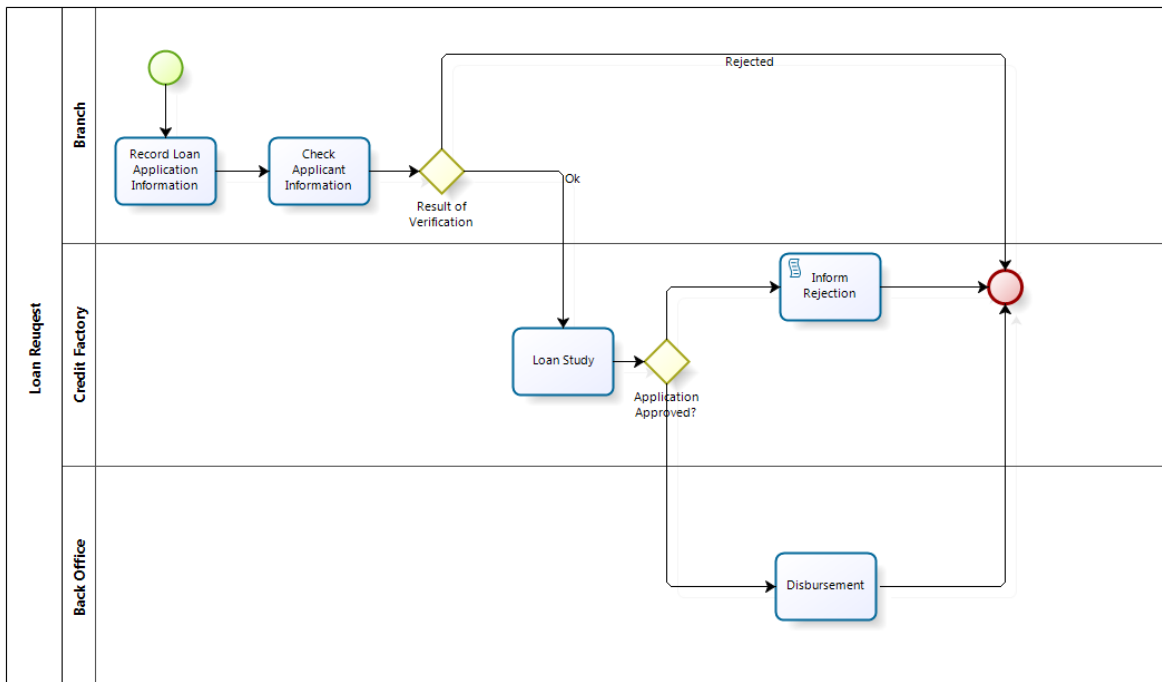 Loan Reuqest
Branch
Rejected
Record Loan
Application
Information
Check
Applicant
Information
Result of
Verification
Ok
Credit Factory
Inform
Rejection
Loan Study
Application
Approved?
Back Office
Disbursement